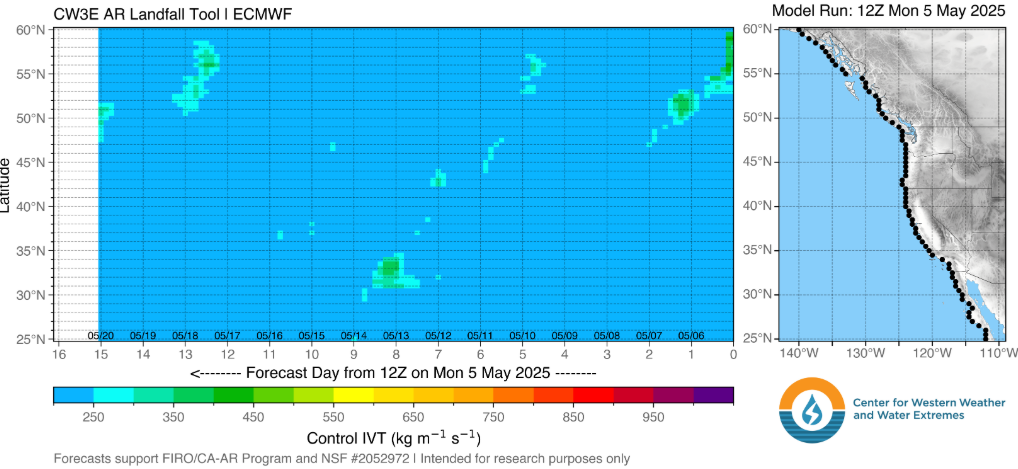 CW3E AR Landfall Tool | ECMWF
Model Run: 12Z Mon 5 May 2025
60°N
55°N
50°N
45°N
40°N
35°N
30°N
25°N
Latitude
05/20 05/19 05/18 05/17 05/16 05/15 05/14 05/13 05/12 05/11 05/10 05/09 05/08 05/07 05/06
16 15 14 13 12 11 10 9 8 7 6 5 4 3 2 1 0
<-------- Forecast Day from 12Z on Mon 5 May 2025 --------
250 350 450 550 650 750 850 950
Control IVT (kg m⁻¹ s⁻¹)
Forecasts support FIRO/CA-AR Program and NSF #2052972 | Intended for research purposes only
60°N
55°N
50°N
45°N
40°N
35°N
30°N
25°N
140°W 130°W 120°W 110°W
Center for Western Weather
and Water Extremes